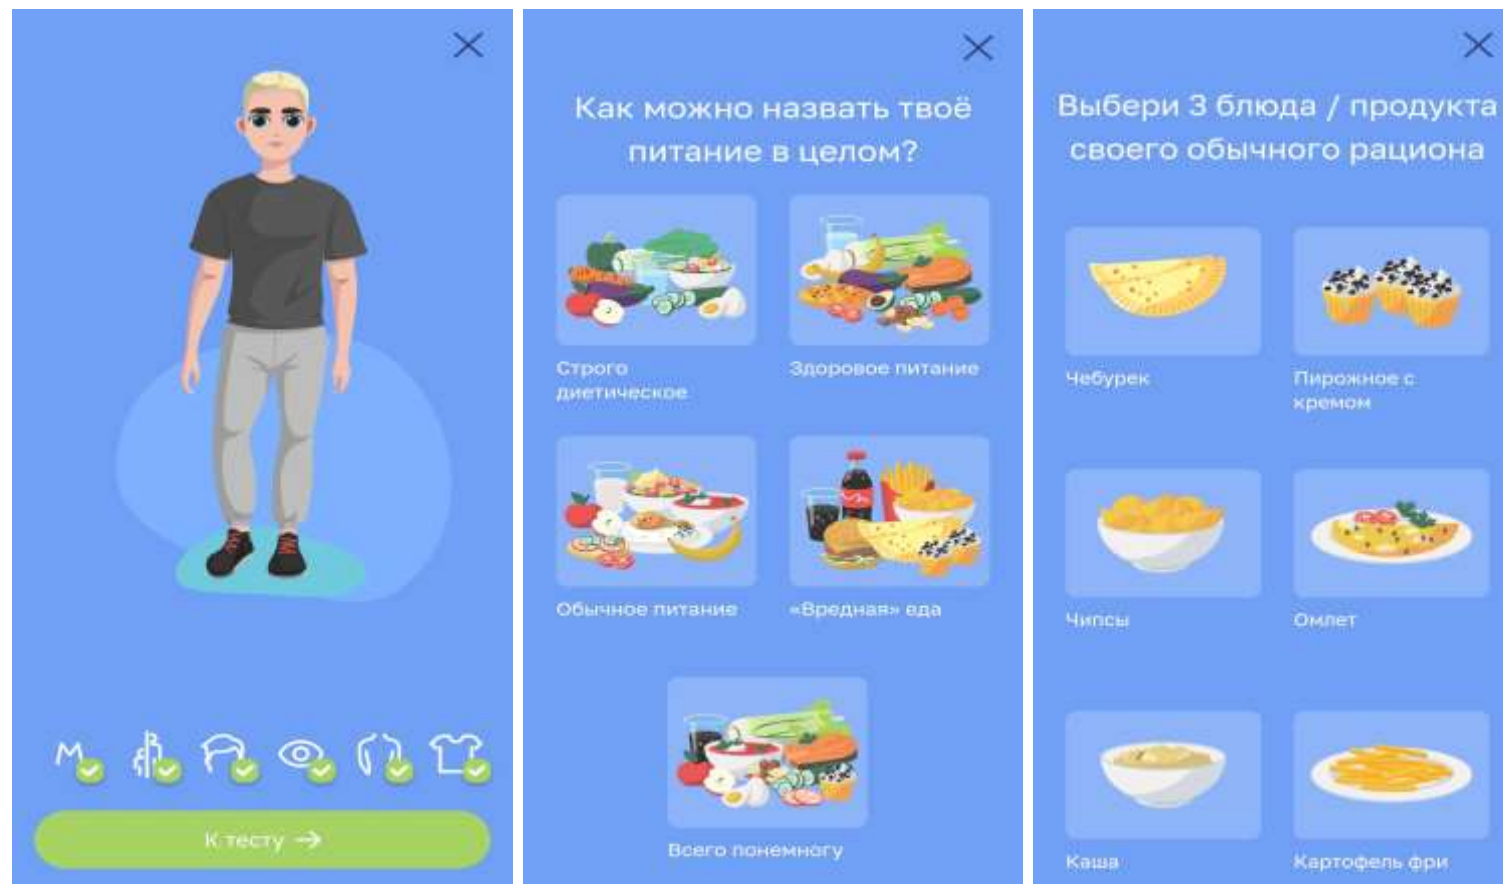 М
К тесту →
Как можно назвать твоё
питание в целом?
Строго
диетическое
Здоровое питание
Обычное питание
«Вредная» еда
Всего понемногу
Выбери 3 блюда / продукта
своего обычного рациона
Чебурек
Пирожное с
кремом
Чипсы
Омлет
Каша
Картофель фри